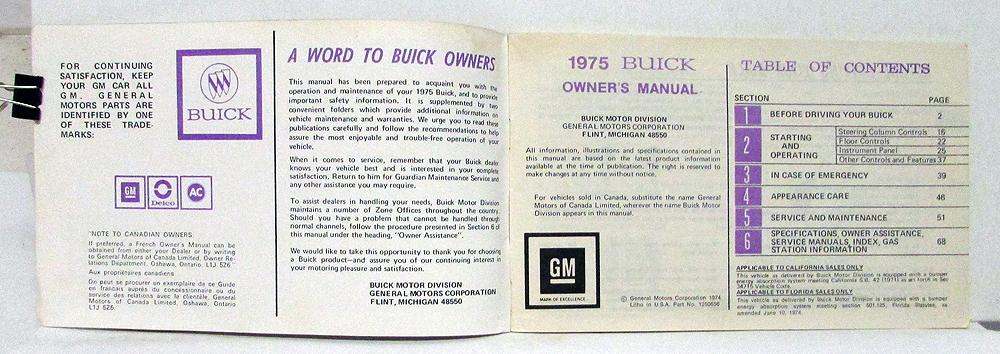 FOR CONTINUING
SATISFACTION, KEEP
YOUR GM CAR ALL
G.M. GENERAL
MOTORS PARTS ARE
IDENTIFIED BY ONE
OF THESE TRADE-
MARKS:
BUICK
GM
Delco
AC
"NOTE TO CANADIAN OWNERS:
If preferred, a French Owner's Manual can be
obtained from either your Dealer or by writing
to General Motors of Canada Limited, Owner Re-
lations Department, Oshawa, Ontario. L1J 5Z6."
Aux propriétaires canadiens
On peut se procurer un exemplaire de ce Guide
en français auprès du concessionnaire ou du
service des relations avec la clientèle, General
Motors of Canada Limited, Oshawa, Ontario
L1J 5Z6.
A WORD TO BUICK OWNERS
This manual has been prepared to acquaint you with the
operation and maintenance of your 1975 Buick, and to provide
important safety information. It is supplemented by two
convenient folders which provide additional information on
vehicle maintenance and warranties. We urge you to read these
publications carefully and follow the recommendations to help
assure the most enjoyable and trouble-free operation of your
vehicle.
When it comes to service, remember that your Buick dealer
knows your vehicle best and is interested in your complete
satisfaction. Return to him for Guardian Maintenance Service and
any other assistance you may require.
To assist dealers in handling your needs, Buick Motor Division
maintains a number of Zone Offices throughout the country.
Should you have a problem that cannot be handled through
normal channels, follow the procedure presented in Section 6 of
this manual under the heading, "Owner Assistance".
We would like to take this opportunity to thank you for choosing
a Buick product—and assure you of our continuing interest in
your motoring pleasure and satisfaction.
BUICK MOTOR DIVISION
GENERAL MOTORS CORPORATION
FLINT, MICHIGAN 48550
1975 BUICK
OWNER'S MANUAL
BUICK MOTOR DIVISION
GENERAL MOTORS CORPORATION
FLINT, MICHIGAN 48550
All information, illustrations and specifications contained in
this manual are based on the latest product information
available at the time of publication. The right is reserved to
make changes at any time without notice.
For vehicles sold in Canada, substitute the name General
Motors of Canada Limited, wherever the name Buick Motor
Division appears in this manual.
GM
MARK OF EXCELLENCE
© General Motors Corporation 1974
Litho in U.S.A. Part No. 1250656
TABLE OF CONTENTS
SECTION PAGE
1 BEFORE DRIVING YOUR BUICK 2
2 STARTING AND OPERATING
Steering Column Controls 16
Floor Controls 22
Instrument Panel 25
Other Controls and Features 37
3 IN CASE OF EMERGENCY 39
4 APPEARANCE CARE 46
5 SERVICE AND MAINTENANCE 51
6 SPECIFICATIONS, OWNER ASSISTANCE,
SERVICE MANUALS, INDEX, GAS
STATION INFORMATION 68
APPLICABLE TO CALIFORNIA SALES ONLY
This vehicle as delivered by Buick Motor Division is equipped with a bumper
energy absorption system meeting California S.B. 42 (1971) as set forth in Sec
34715 Vehicle Code.
APPLICABLE TO FLORIDA SALES ONLY
This vehicle as delivered by Buick Motor Division is equipped with a bumper
energy absorption system meeting section 501.125, Florida Statutes, as
amended June 10, 1974.